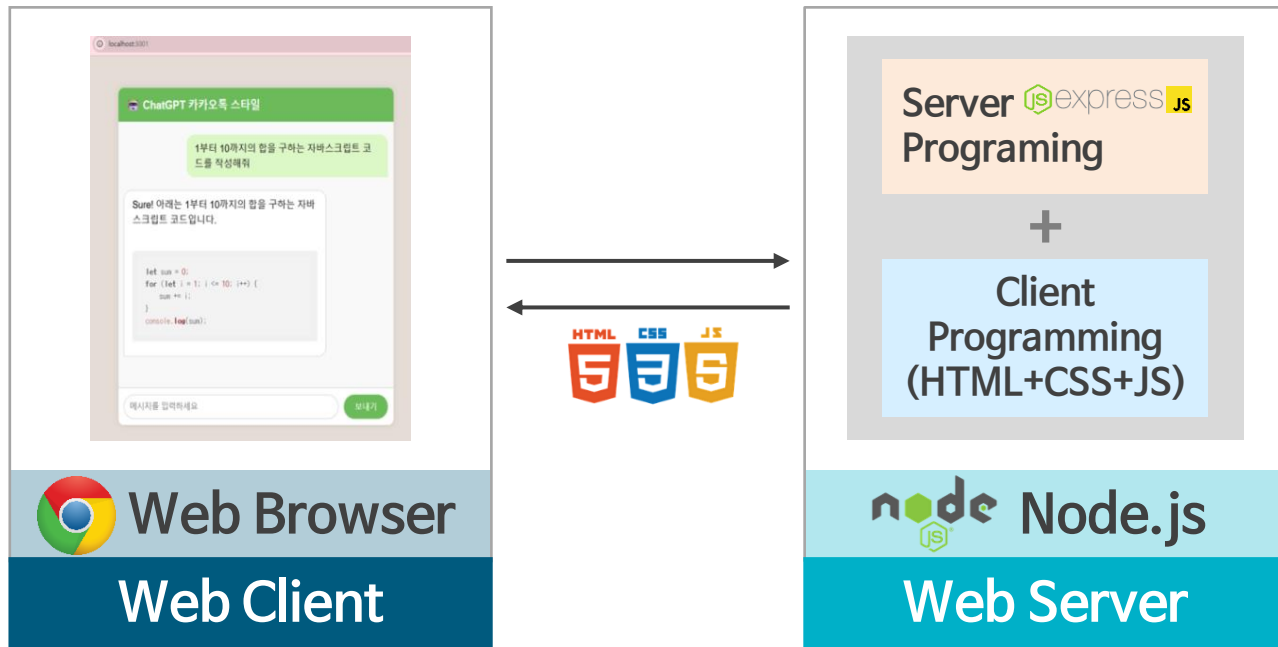 localhost:3001
ChatGPT 카카오톡 스타일
1부터 10까지의 합을 구하는 자바스크립트 코
드를 작성해줘
Sure! 아래는 1부터 10까지의 합을 구하는 자바
스크립트 코드입니다.
let sum = 0;
for (let i = 1; i <= 10; i++) {
sum += i;
}
console.log(sum);
메시지를 입력하세요
보내기
Web Browser
Web Client
HTML CSS JS
5 3 5
Server JS express JS
Programing
+
Client
Programming
(HTML+CSS+JS)
node JS Node.js
Web Server